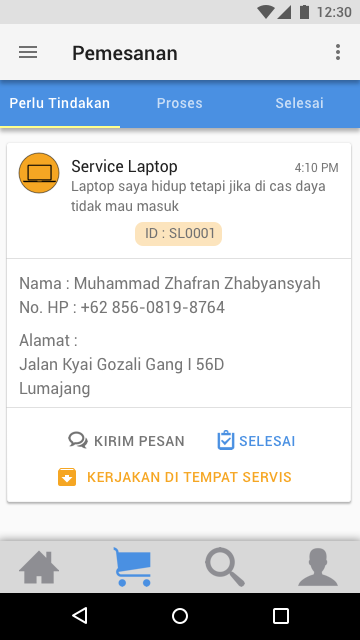 12:30
Pemesanan
Perlu Tindakan Proses Selesai
Service Laptop 4:10 PM
Laptop saya hidup tetapi jika di cas daya
tidak mau masuk
ID : SL0001
Nama : Muhammad Zhafran Zhabyansyah
No. HP : +62 856-0819-8764
Alamat :
Jalan Kyai Gozali Gang I 56D
Lumajang
KIRIM PESAN SELESAI
KERJAKAN DI TEMPAT SERVIS